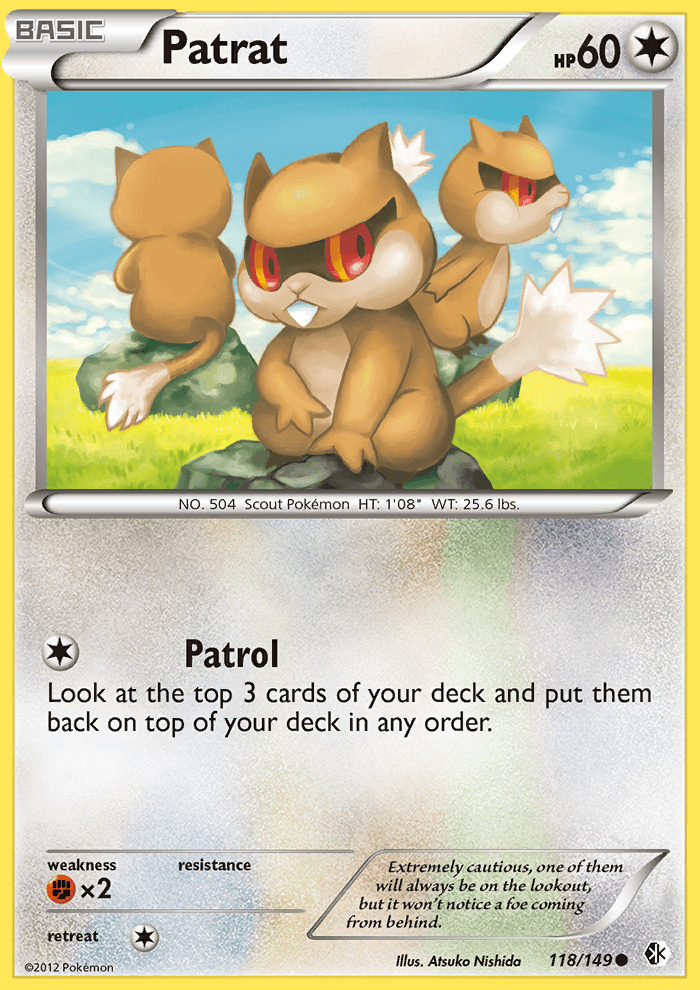 BASIC
Patrat
HP60
NO. 504 Scout Pokémon HT: 1'08" WT: 25.6 lbs.
Patrol
Look at the top 3 cards of your deck and put them
back on top of your deck in any order.
weakness
resistance
×2
retreat
Extremely cautious, one of them
will always be on the lookout,
but it won't notice a foe coming
from behind.
Illus. Atsuko Nishida
118/149
©2012 Pokémon